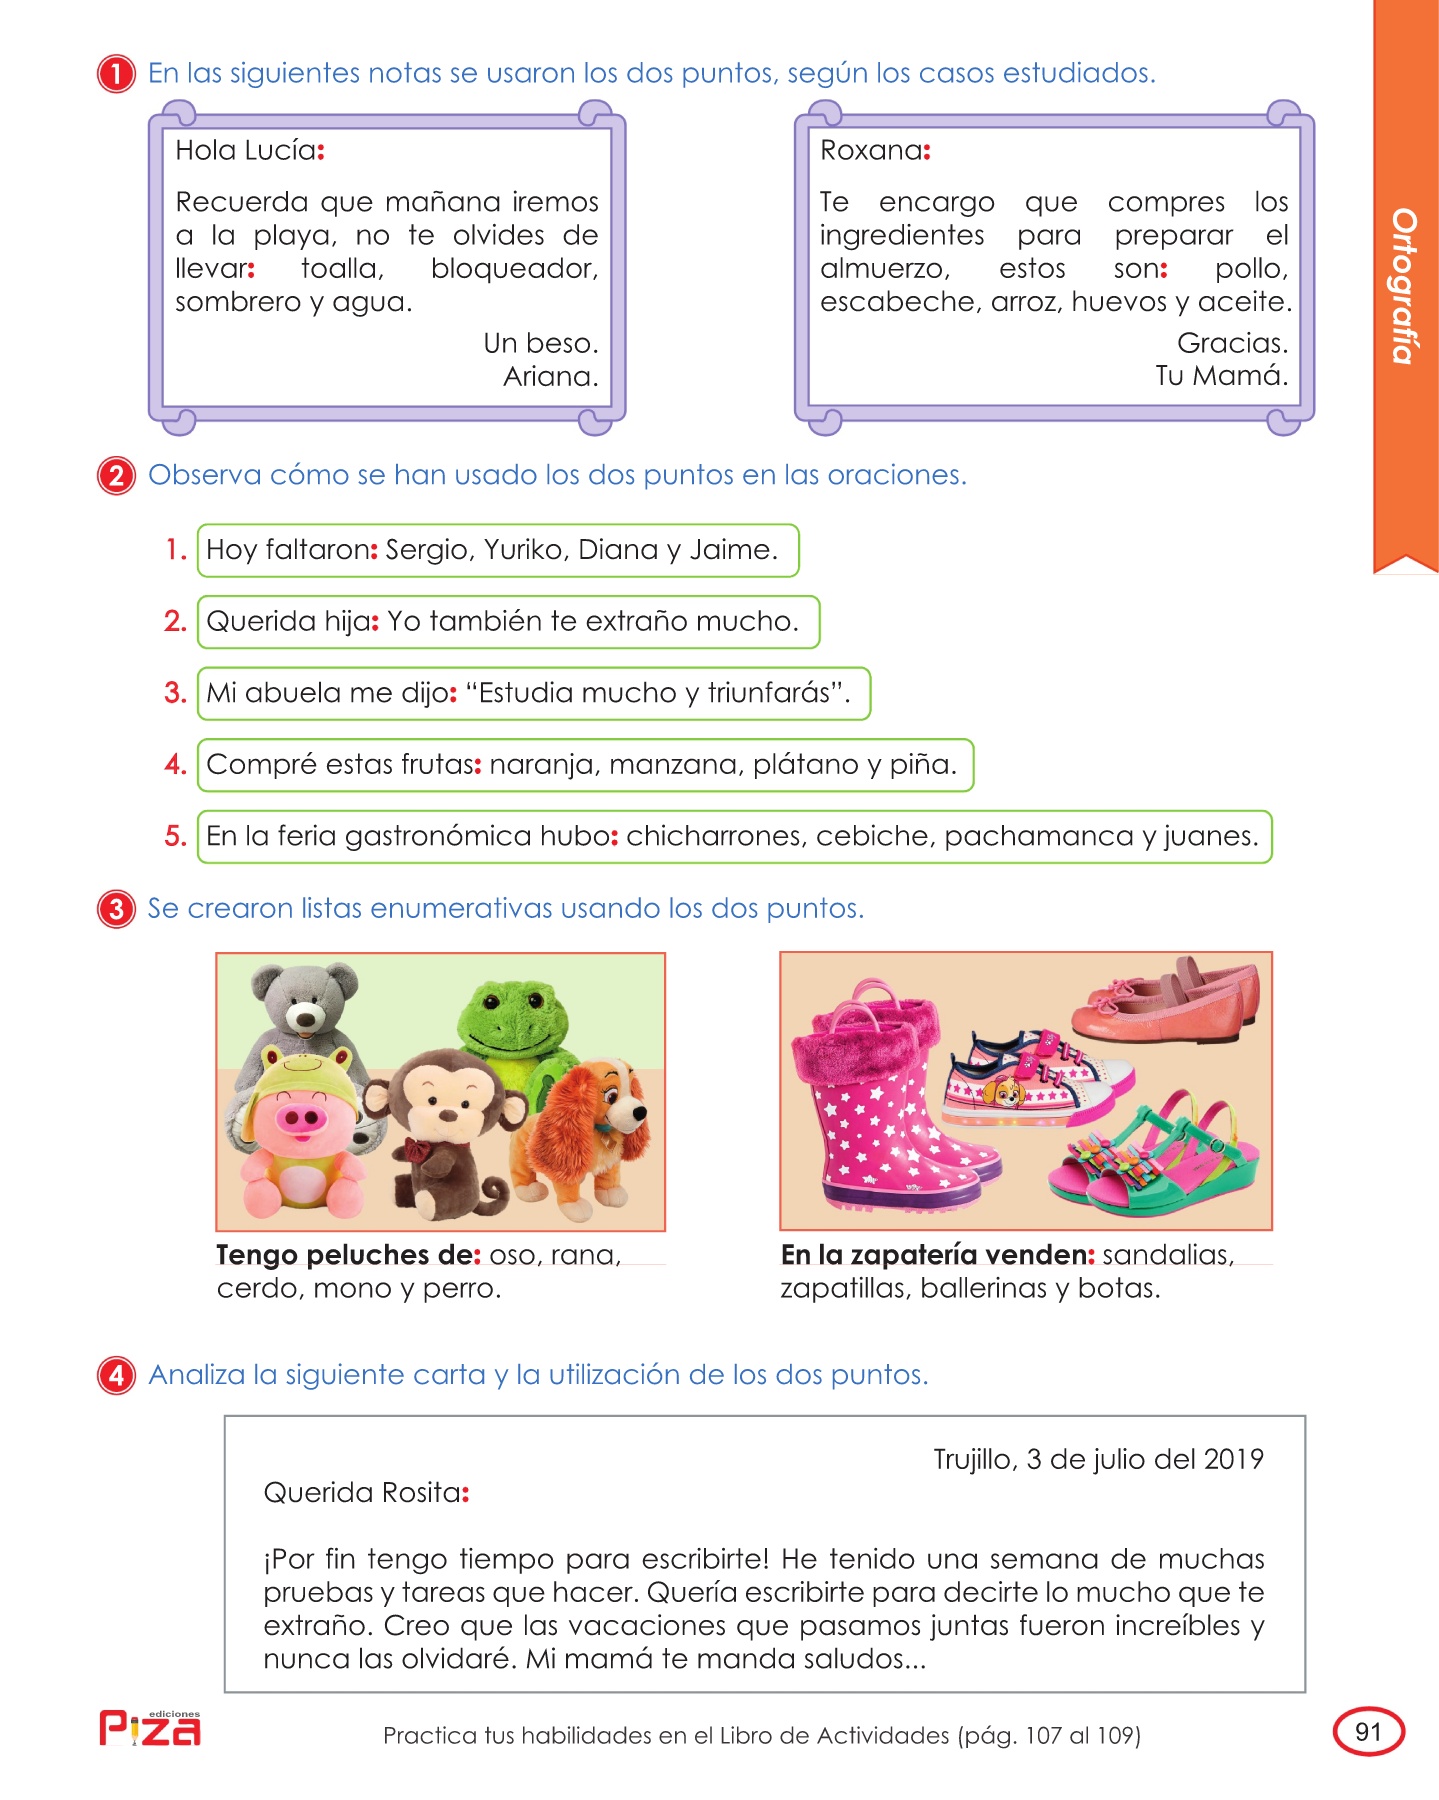 1 En las siguientes notas se usaron los dos puntos, según los casos estudiados.
Hola Lucía:
Recuerda que mañana iremos
a la playa, no te olvides de
llevar: toalla, bloqueador,
sombrero y agua.
Un beso.
Ariana.
Roxana:
Te encargo que compres los
ingredientes para preparar el
almuerzo, estos son: pollo,
escabeche, arroz, huevos y aceite.
Gracias.
Tu Mamá.
Ortografía
2 Observa cómo se han usado los dos puntos en las oraciones.
1. Hoy faltaron: Sergio, Yuriko, Diana y Jaime.
2. Querida hija: Yo también te extraño mucho.
3. Mi abuela me dijo: “Estudia mucho y triunfarás”.
4. Compré estas frutas: naranja, manzana, plátano y piña.
5. En la feria gastronómica hubo: chicharrones, cebiche, pachamanca y juanes.
3 Se crearon listas enumerativas usando los dos puntos.
Tengo peluches de: oso, rana,
cerdo, mono y perro.
En la zapatería venden: sandalias,
zapatillas, ballerinas y botas.
4 Analiza la siguiente carta y la utilización de los dos puntos.
Trujillo, 3 de julio del 2019
Querida Rosita:
¡Por fin tengo tiempo para escribirte! He tenido una semana de muchas
pruebas y tareas que hacer. Quería escribirte para decirte lo mucho que te
extraño. Creo que las vacaciones que pasamos juntas fueron increíbles y
nunca las olvidaré. Mi mamá te manda saludos...
ediciones
Piza
Practica tus habilidades en el Libro de Actividades (pág. 107 al 109)
91